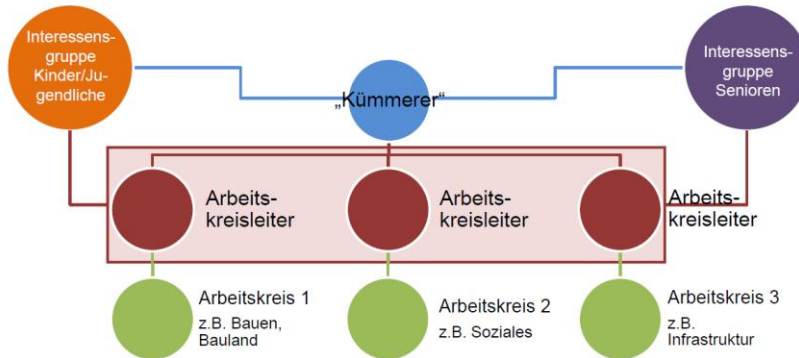 Interessens-
gruppe
Kinder/Ju-
gendliche
„Kümmerer“
Interessens-
gruppe
Senioren
Arbeits-
kreisleiter
Arbeits-
kreisleiter
Arbeits-
kreisleiter
Arbeitskreis 1
z.B. Bauen,
Bauland
Arbeitskreis 2
z.B. Soziales
Arbeitskreis 3
z.B.
Infrastruktur